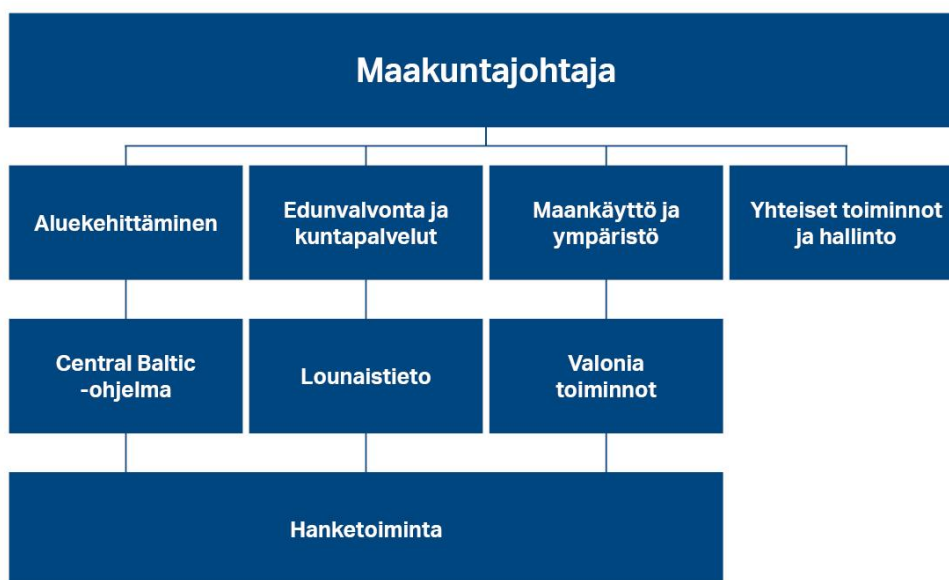 Maakuntajohtaja
Aluekehittäminen
Edunvalvonta ja
kuntapalvelut
Maankäyttö ja
ympäristö
Yhteiset toiminnot
ja hallinto
Central Baltic
-ohjelma
Lounaistieto
Valonia
toiminnot
Hanketoiminta